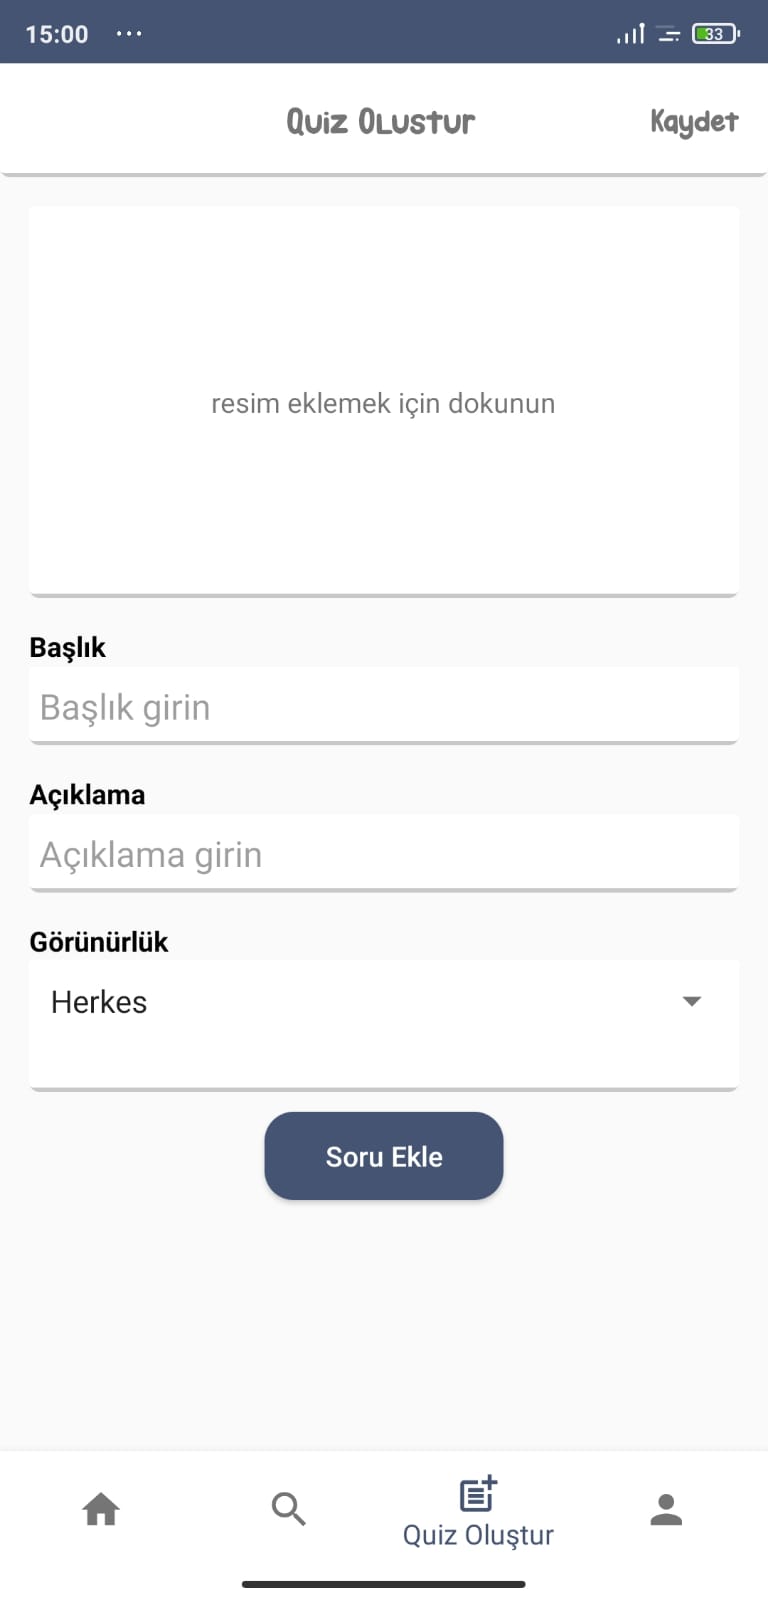 15:00 ...
33
Quiz Olustur
Kaydet
resim eklemek için dokunun
Başlık
Başlık girin
Açıklama
Açıklama girin
Görünürlük
Herkes
Soru Ekle
Quiz Oluştur